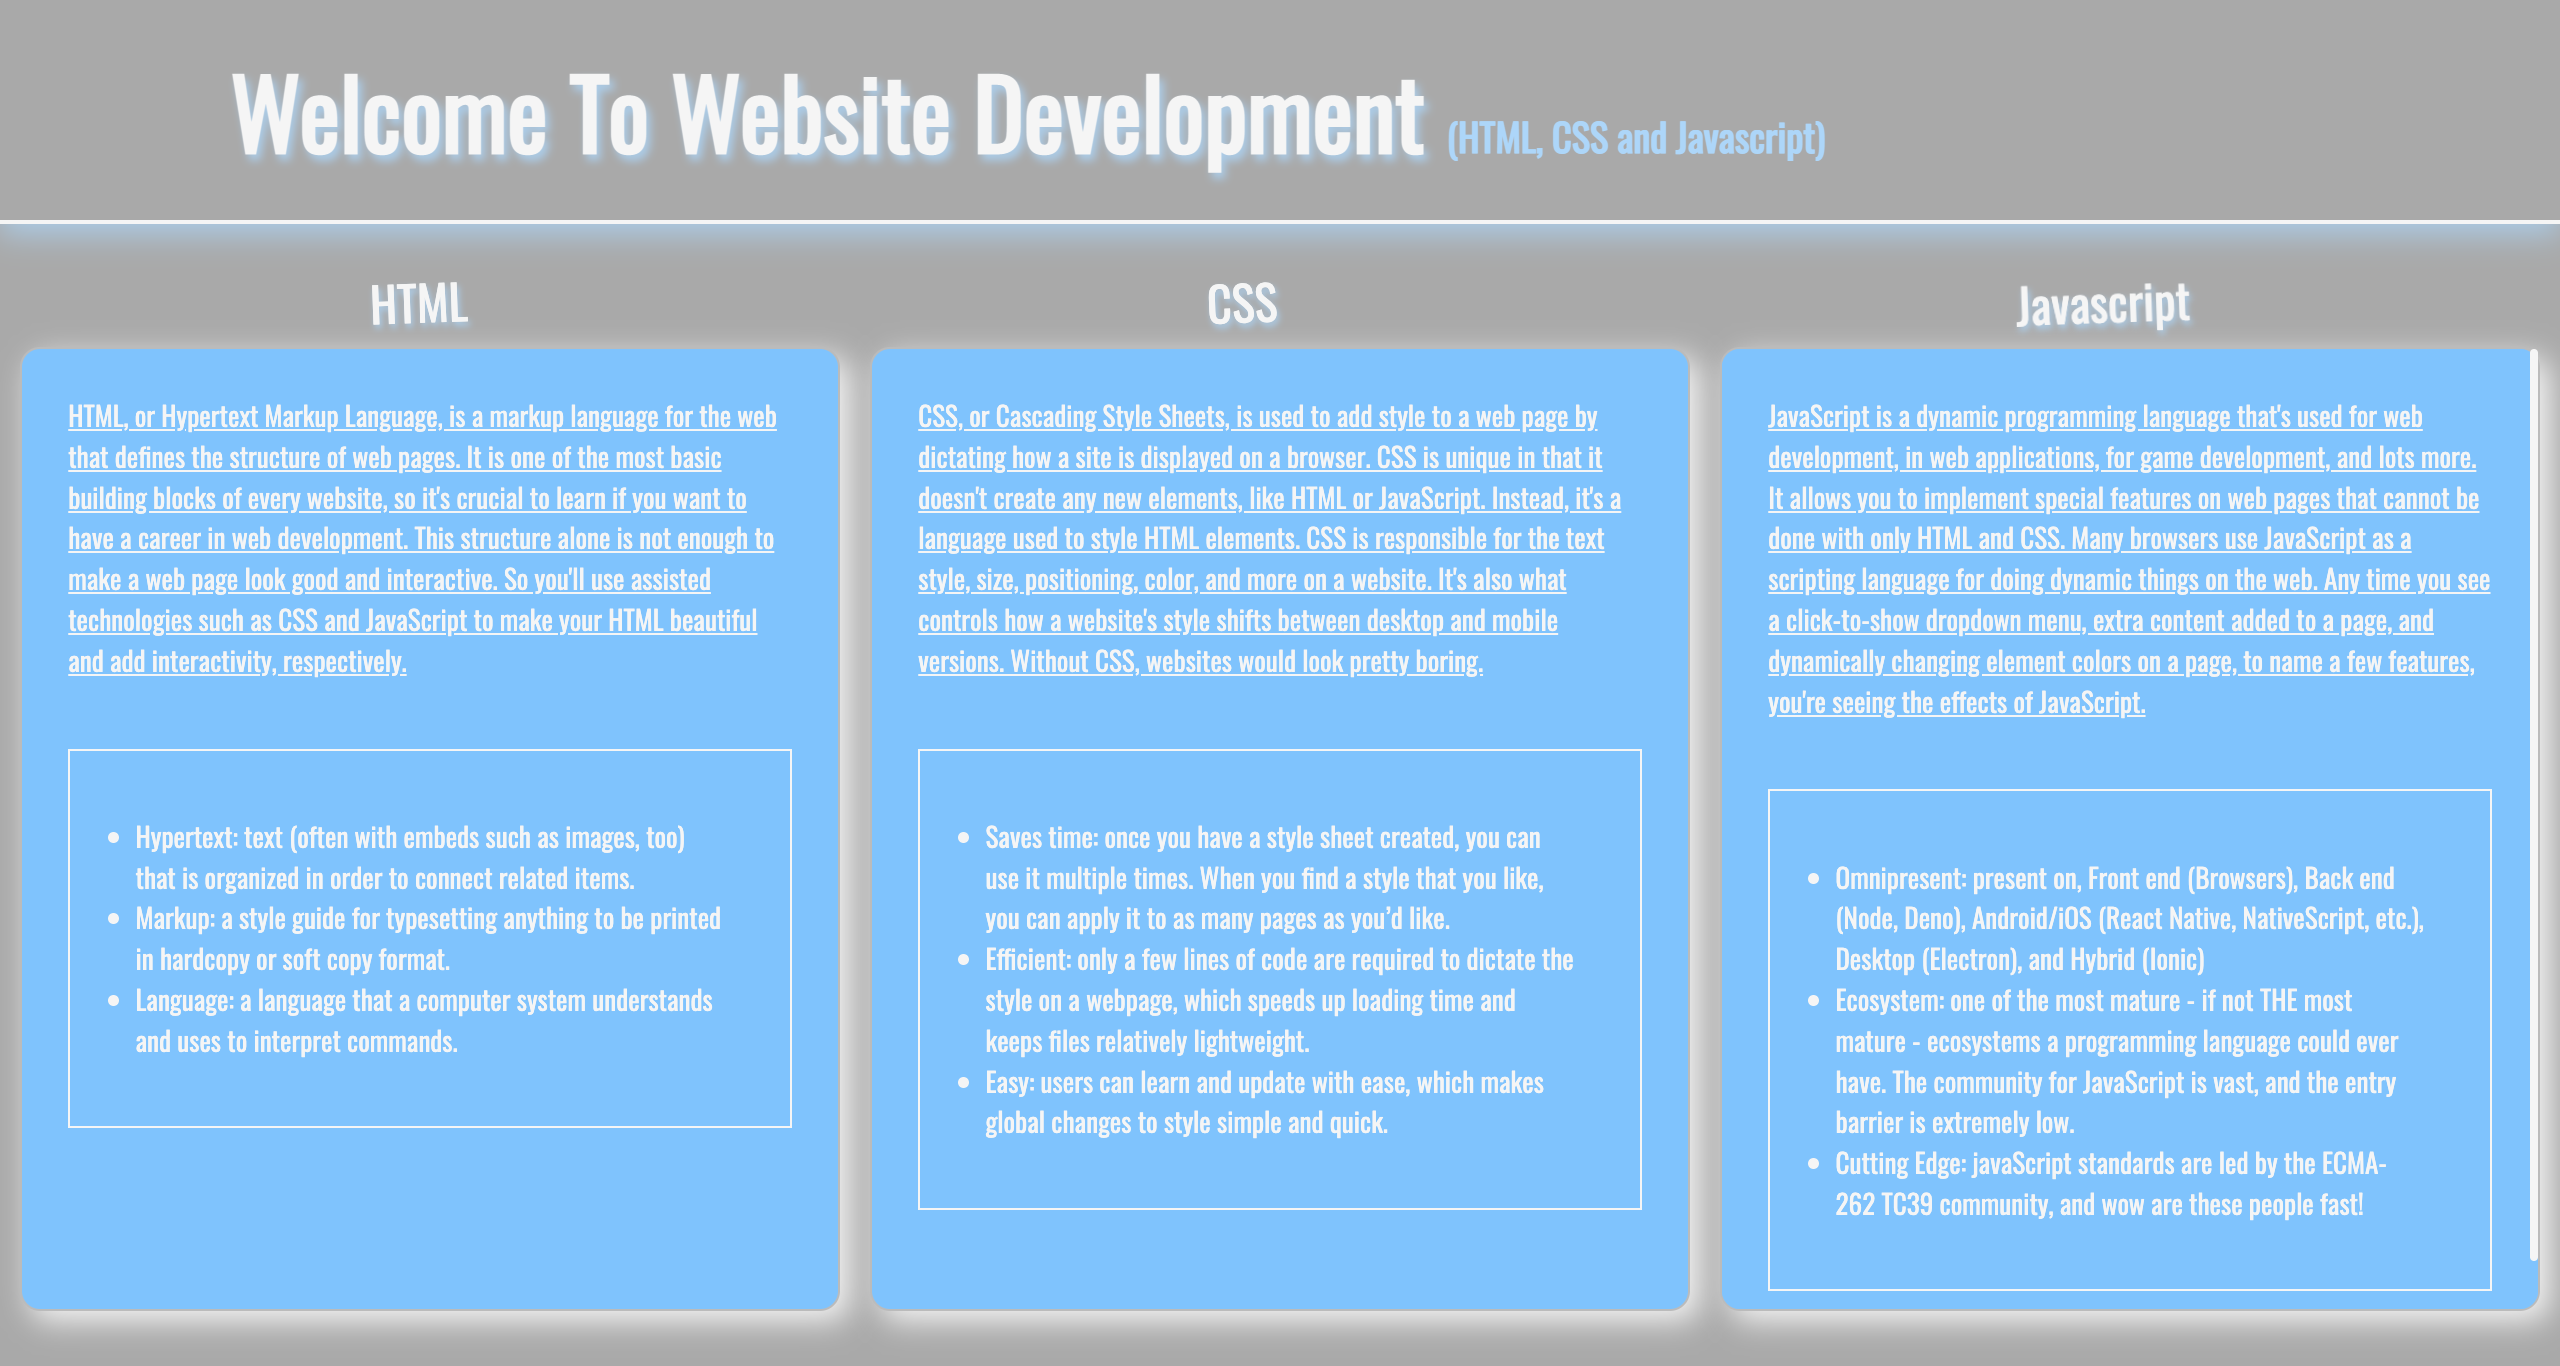 Welcome To Website Development (HTML, CSS and Javascript)
HTML
HTML, or Hypertext Markup Language, is a markup language for the web
that defines the structure of web pages. It is one of the most basic
building blocks of every website, so it's crucial to learn if you want to
have a career in web development. This structure alone is not enough to
make a web page look good and interactive. So you'll use assisted
technologies such as CSS and JavaScript to make your HTML beautiful
and add interactivity, respectively.
• Hypertext: text (often with embeds such as images, too)
that is organized in order to connect related items.
• Markup: a style guide for typesetting anything to be printed
in hardcopy or soft copy format.
• Language: a language that a computer system understands
and uses to interpret commands.
CSS
CSS, or Cascading Style Sheets, is used to add style to a web page by
dictating how a site is displayed on a browser. CSS is unique in that it
doesn't create any new elements, like HTML or JavaScript. Instead, it's a
language used to style HTML elements. CSS is responsible for the text
style, size, positioning, color, and more on a website. It's also what
controls how a website's style shifts between desktop and mobile
versions. Without CSS, websites would look pretty boring.
• Saves time: once you have a style sheet created, you can
use it multiple times. When you find a style that you like,
you can apply it to as many pages as you’d like.
• Efficient: only a few lines of code are required to dictate the
style on a webpage, which speeds up loading time and
keeps files relatively lightweight.
• Easy: users can learn and update with ease, which makes
global changes to style simple and quick.
Javascript
JavaScript is a dynamic programming language that's used for web
development, in web applications, for game development, and lots more.
It allows you to implement special features on web pages that cannot be
done with only HTML and CSS. Many browsers use JavaScript as a
scripting language for doing dynamic things on the web. Any time you see
a click-to-show dropdown menu, extra content added to a page, and
dynamically changing element colors on a page, to name a few features,
you're seeing the effects of JavaScript.
• Omnipresent: present on, Front end (Browsers), Back end
(Node, Deno), Android/iOS (React Native, NativeScript, etc.),
Desktop (Electron), and Hybrid (Ionic)
• Ecosystem: one of the most mature - if not THE most
mature - ecosystems a programming language could ever
have. The community for JavaScript is vast, and the entry
barrier is extremely low.
• Cutting Edge: javaScript standards are led by the ECMA-
262 TC39 community, and wow are these people fast!